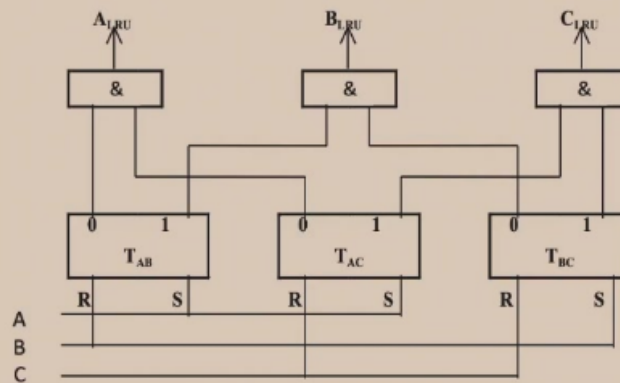 A_LRU B_LRU C_LRU
& & &
0 1 0 1 0 1
T_AB T_AC T_BC
R S R S R S
A
B
C